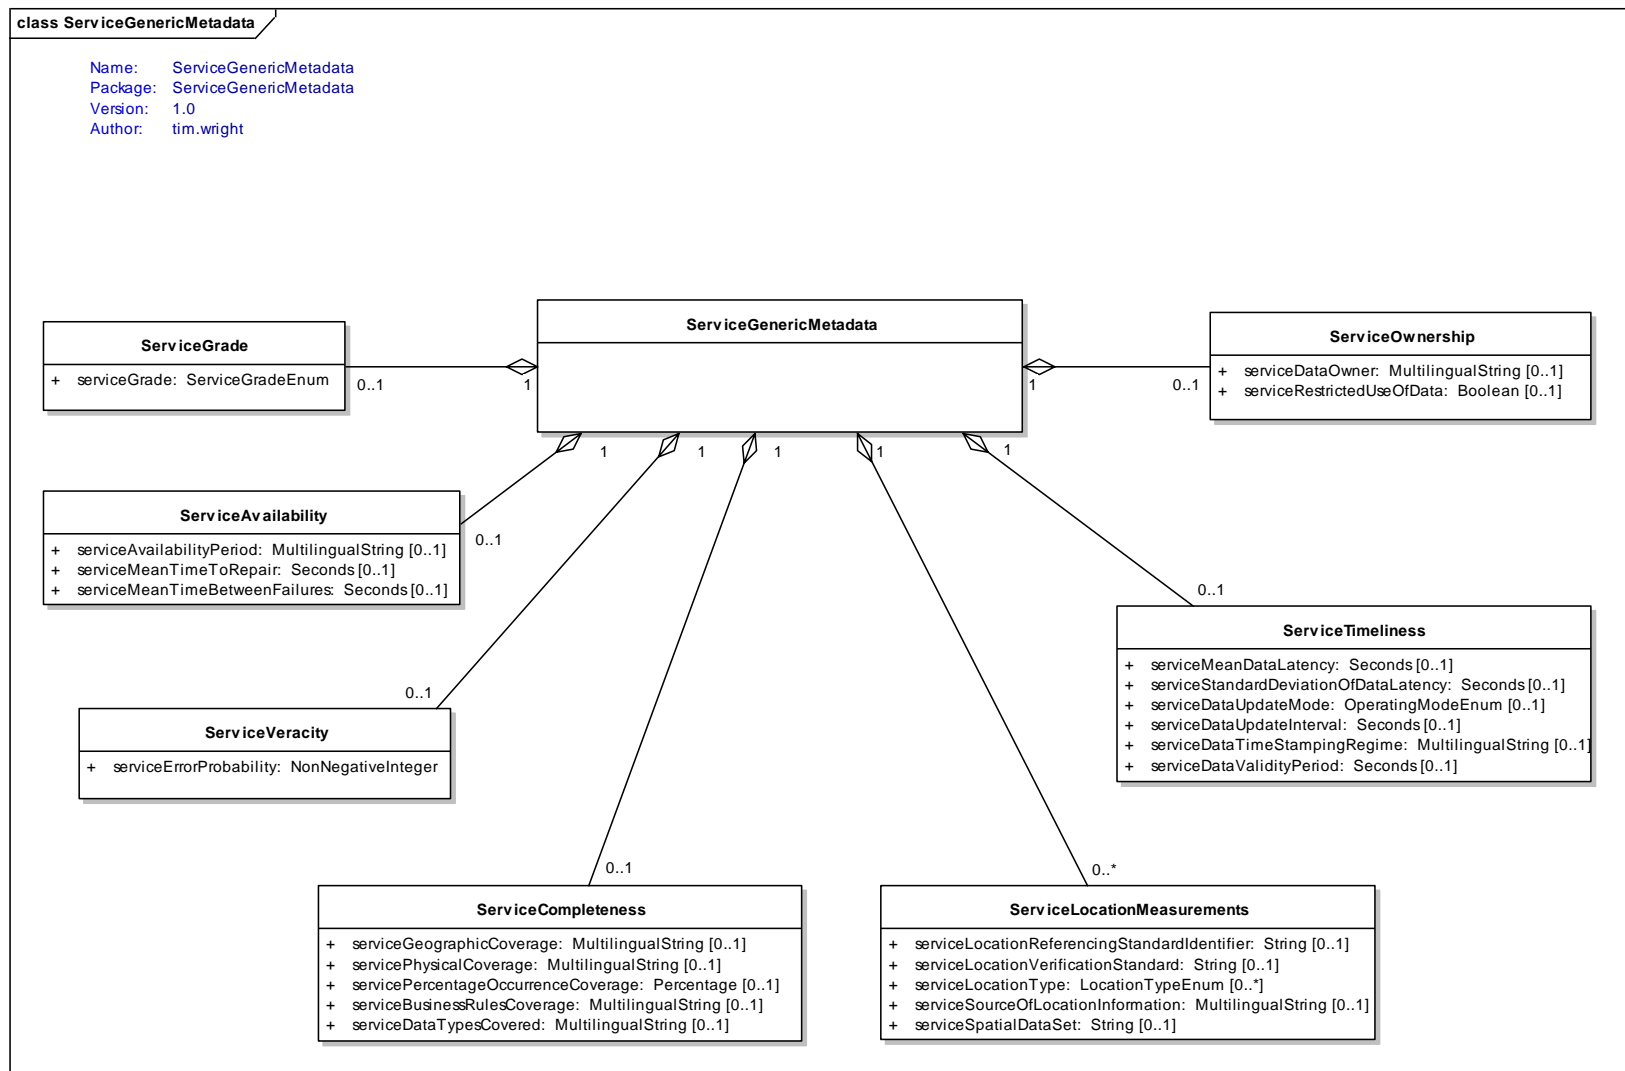 class ServiceGenericMetadata
Name: ServiceGenericMetadata
Package: ServiceGenericMetadata
Version: 1.0
Author: tim.wright
ServiceGrade
+ serviceGrade: ServiceGradeEnum
0..1
1
ServiceGenericMetadata
1
0..1
ServiceOwnership
+ serviceDataOwner: MultilingualString [0..1]
+ serviceRestrictedUseOfData: Boolean [0..1]
1
1
1
1
1
ServiceAvailability
+ serviceAvailabilityPeriod: MultilingualString [0..1]
+ serviceMeanTimeToRepair: Seconds [0..1]
+ serviceMeanTimeBetweenFailures: Seconds [0..1]
0..1
0..1
ServiceTimeliness
+ serviceMeanDataLatency: Seconds [0..1]
+ serviceStandardDeviationOfDataLatency: Seconds [0..1]
+ serviceDataUpdateMode: OperatingModeEnum [0..1]
+ serviceDataUpdateInterval: Seconds [0..1]
+ serviceDataTimeStampingRegime: MultilingualString [0..1]
+ serviceDataValidityPeriod: Seconds [0..1]
0..1
ServiceVeracity
+ serviceErrorProbability: NonNegativeInteger
0..1
ServiceCompleteness
+ serviceGeographicCoverage: MultilingualString [0..1]
+ servicePhysicalCoverage: MultilingualString [0..1]
+ servicePercentageOccurrenceCoverage: Percentage [0..1]
+ serviceBusinessRulesCoverage: MultilingualString [0..1]
+ serviceDataTypesCovered: MultilingualString [0..1]
0..*
ServiceLocationMeasurements
+ serviceLocationReferencingStandardIdentifier: String [0..1]
+ serviceLocationVerificationStandard: String [0..1]
+ serviceLocationType: LocationTypeEnum [0..*]
+ serviceSourceOfLocationInformation: MultilingualString [0..1]
+ serviceSpatialDataSet: String [0..1]